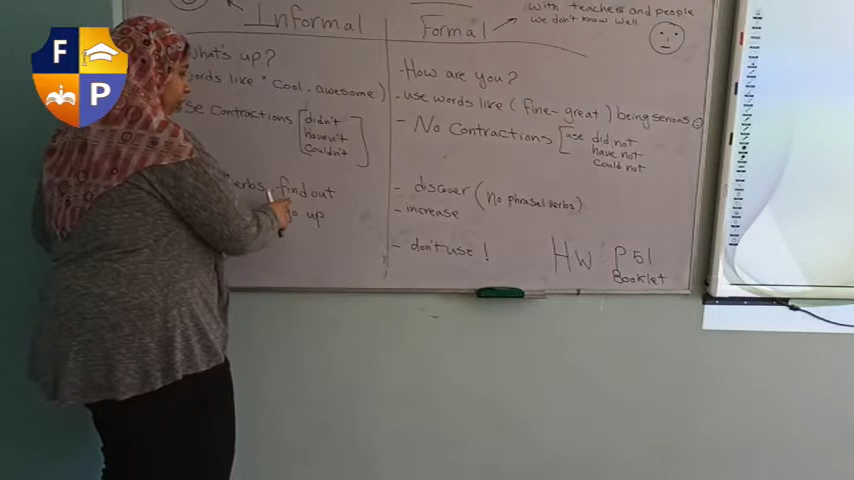 F
P
Informal
What's up?
words like "Cool, awesome)
use Contractions
didn't
haven't
Couldn't
verbs - find out
up
Formal
with teachers and people
we don't know well
. How are you?
- use words like (fine - great) being serious
- No Contractions
use did not
have not
could not
- discover (No phrasal verbs)
- increase
- don't use !
HW P51
Booklet